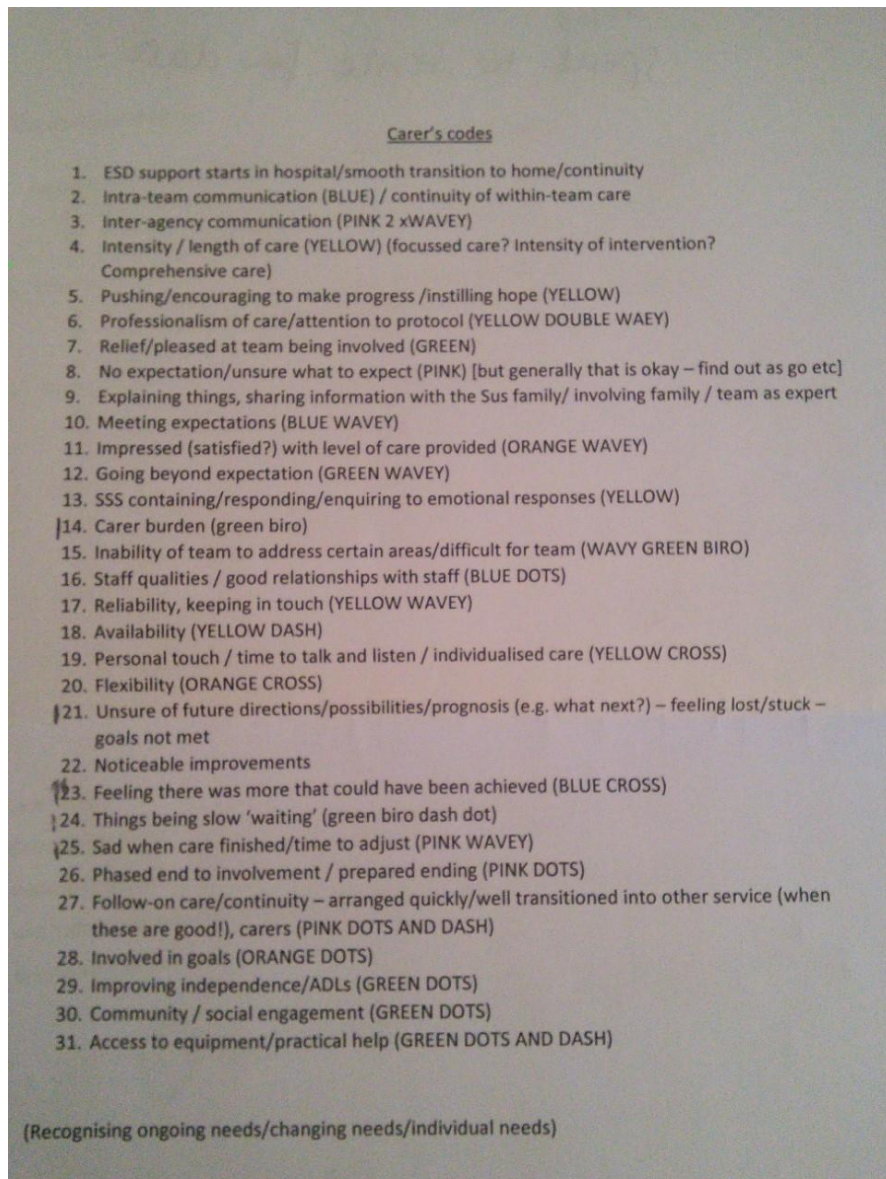 Carer's codes
1. ESD support starts in hospital/smooth transition to home/continuity
2. Intra-team communication (BLUE) / continuity of within-team care
3. Inter-agency communication (PINK 2 xWAVEY)
4. Intensity / length of care (YELLOW) (focussed care? Intensity of intervention?
Comprehensive care)
5. Pushing/encouraging to make progress /instilling hope (YELLOW)
6. Professionalism of care/attention to protocol (YELLOW DOUBLE WAEY)
7. Relief/pleased at team being involved (GREEN)
8. No expectation/unsure what to expect (PINK) [but generally that is okay – find out as go etc]
9. Explaining things, sharing information with the Sus family/ involving family / team as expert
10. Meeting expectations (BLUE WAVEY)
11. Impressed (satisfied?) with level of care provided (ORANGE WAVEY)
12. Going beyond expectation (GREEN WAVEY)
13. SSS containing/responding/enquiring to emotional responses (YELLOW)
14. Carer burden (green biro)
15. Inability of team to address certain areas/difficult for team (WAVY GREEN BIRO)
16. Staff qualities / good relationships with staff (BLUE DOTS)
17. Reliability, keeping in touch (YELLOW WAVEY)
18. Availability (YELLOW DASH)
19. Personal touch / time to talk and listen / individualised care (YELLOW CROSS)
20. Flexibility (ORANGE CROSS)
21. Unsure of future directions/possibilities/prognosis (e.g. what next?) – feeling lost/stuck –
goals not met
22. Noticeable improvements
23. Feeling there was more that could have been achieved (BLUE CROSS)
24. Things being slow 'waiting' (green biro dash dot)
25. Sad when care finished/time to adjust (PINK WAVEY)
26. Phased end to involvement / prepared ending (PINK DOTS)
27. Follow-on care/continuity – arranged quickly/well transitioned into other service (when
these are good!), carers (PINK DOTS AND DASH)
28. Involved in goals (ORANGE DOTS)
29. Improving independence/ADLs (GREEN DOTS)
30. Community / social engagement (GREEN DOTS)
31. Access to equipment/practical help (GREEN DOTS AND DASH)
(Recognising ongoing needs/changing needs/individual needs)